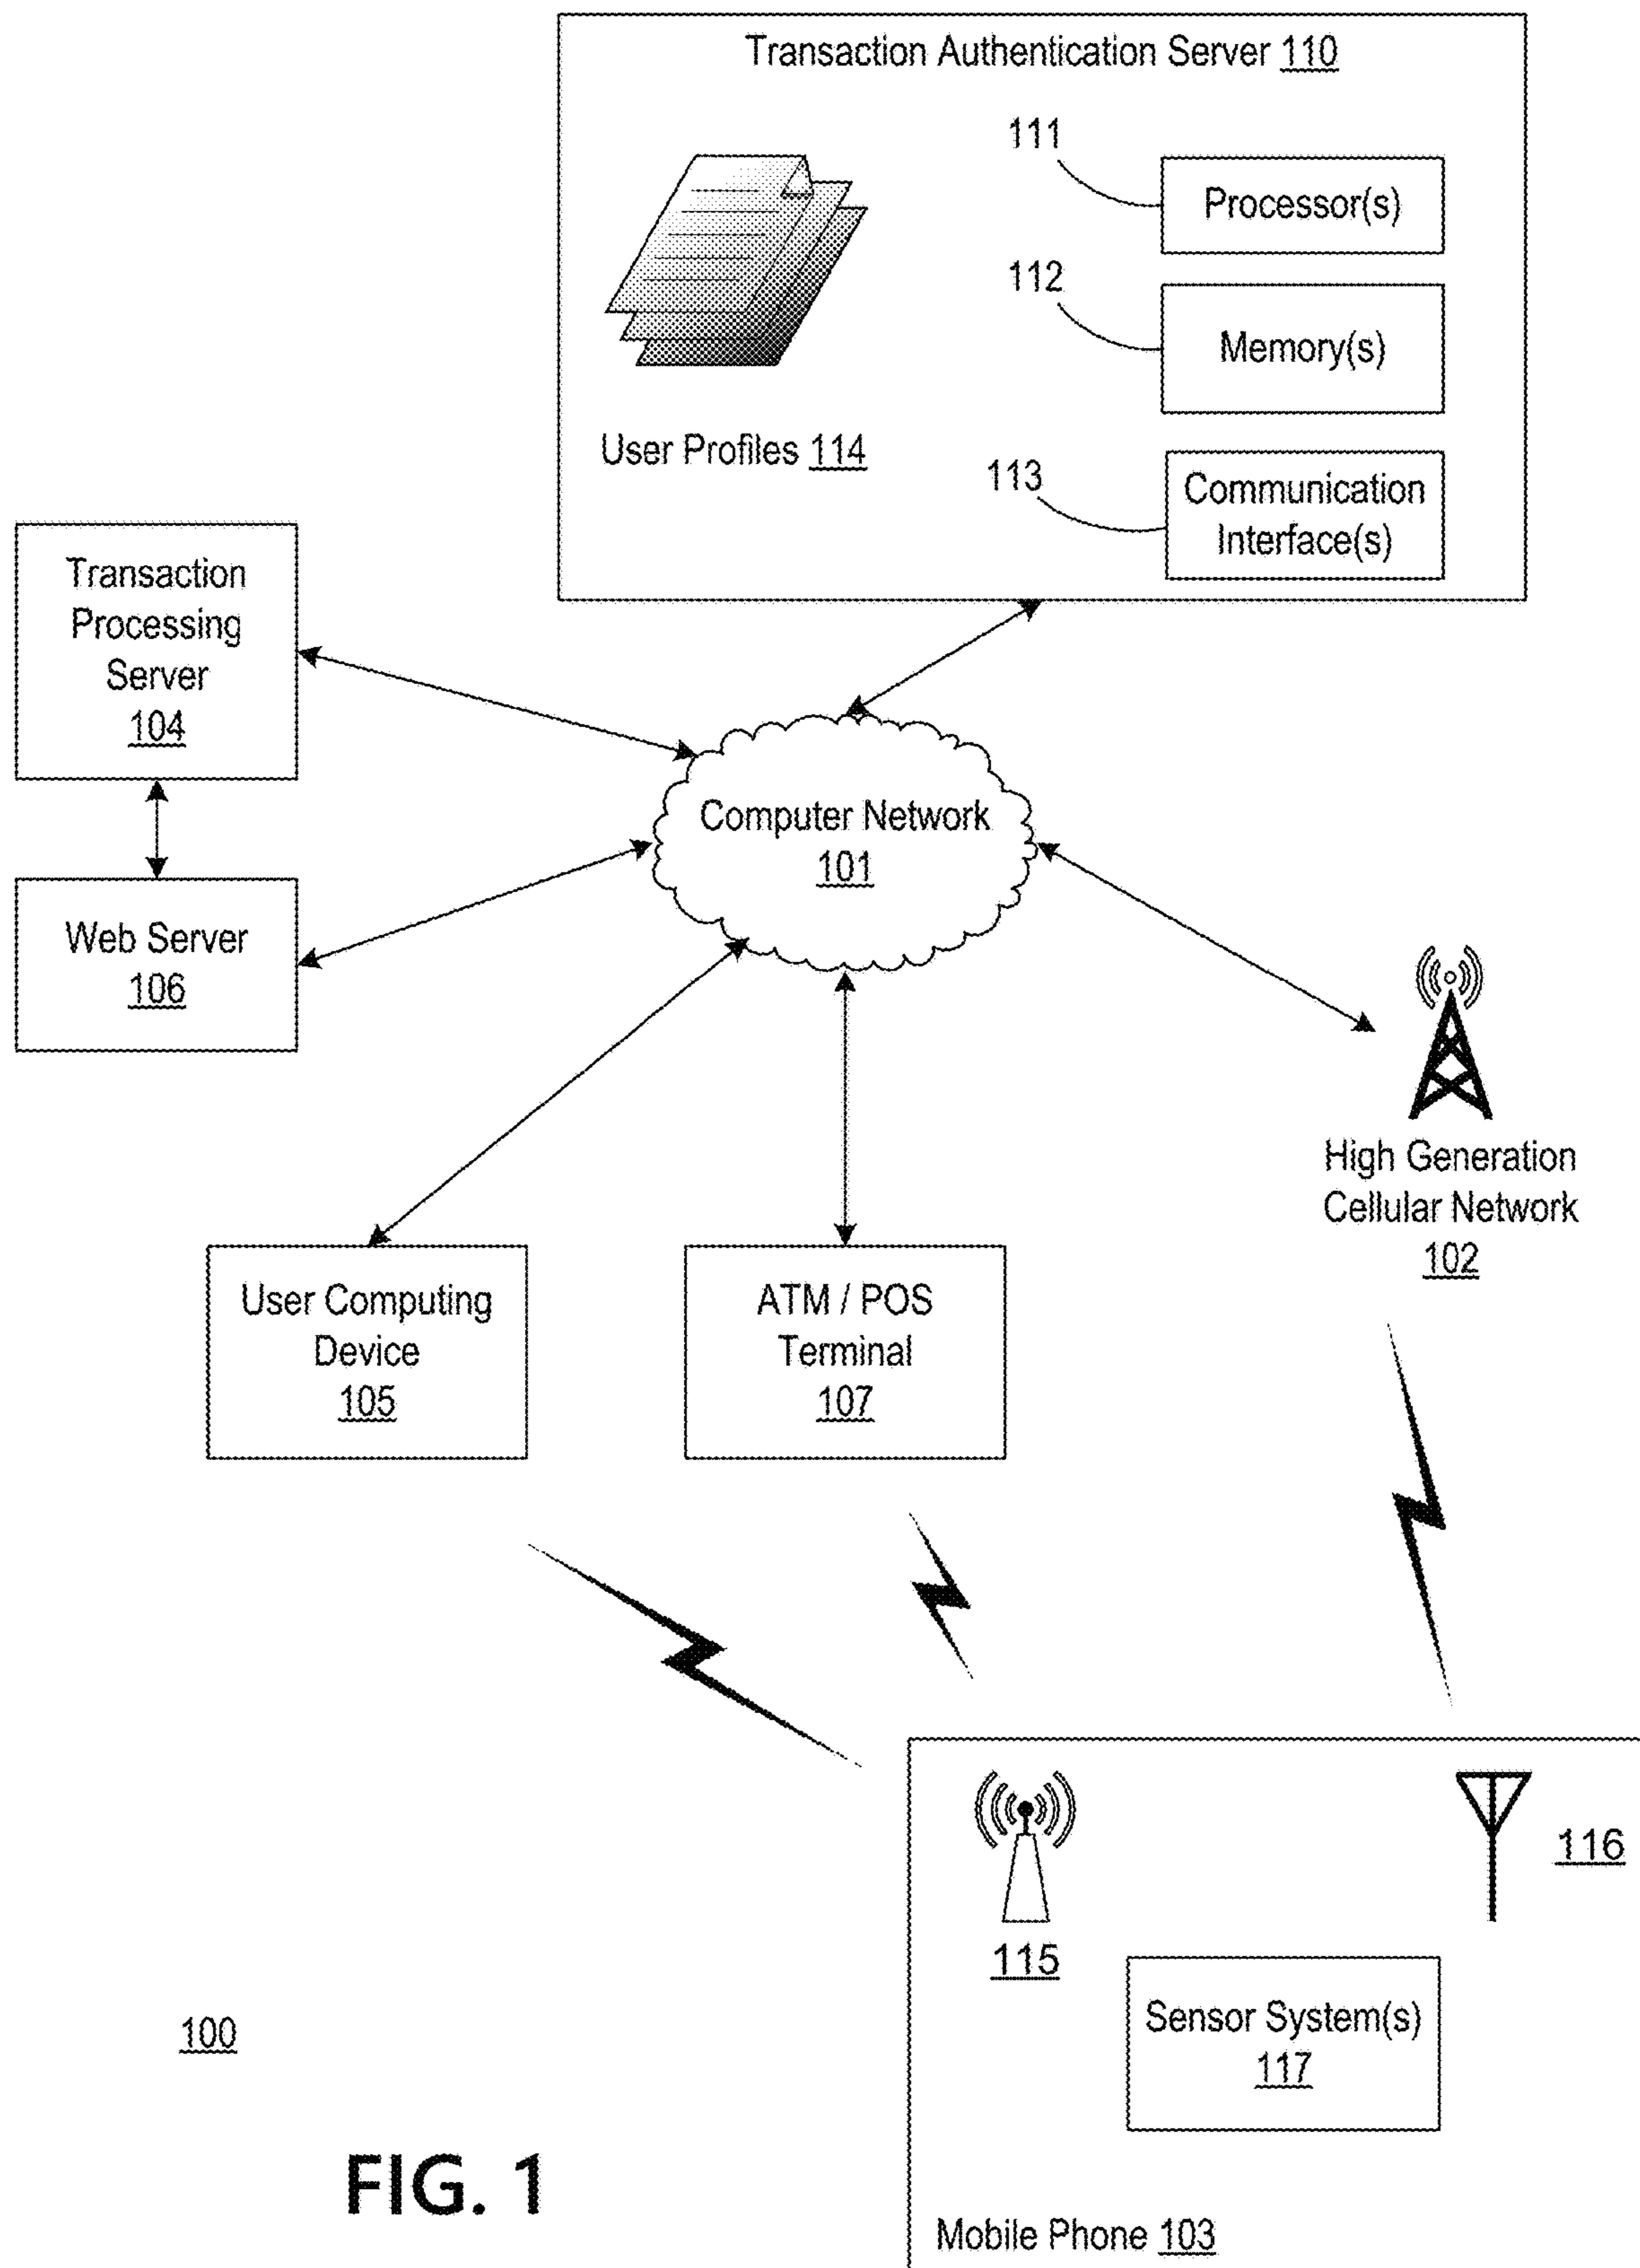 Transaction Authentication Server 110
111
Processor(s)
112
Memory(s)
User Profiles 114
113
Communication
Interface(s)
Transaction
Processing
Server
104
Computer Network
101
Web Server
106
High Generation
Cellular Network
102
User Computing
Device
105
ATM / POS
Terminal
107
116
115
Sensor System(s)
117
100
FIG. 1
Mobile Phone 103